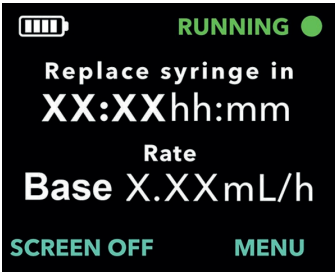 RUNNING
Replace syringe in
XX:XXhh:mm
Rate
Base X.XXmL/h
SCREEN OFF MENU